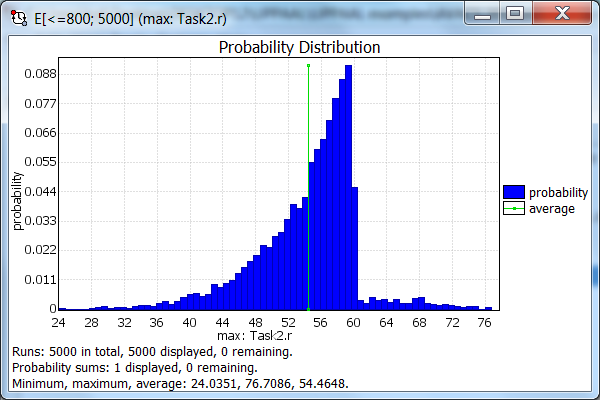 E[<=800; 5000] (max: Task2.r)
Probability Distribution
probability
0.088
0.077
0.066
0.055
0.044
0.033
0.022
0.011
0
24 28 32 36 40 44 48 52 56 60 64 68 72 76
max: Task2.r
probability
average
Runs: 5000 in total, 5000 displayed, 0 remaining.
Probability sums: 1 displayed, 0 remaining.
Minimum, maximum, average: 24.0351, 76.7086, 54.4648.